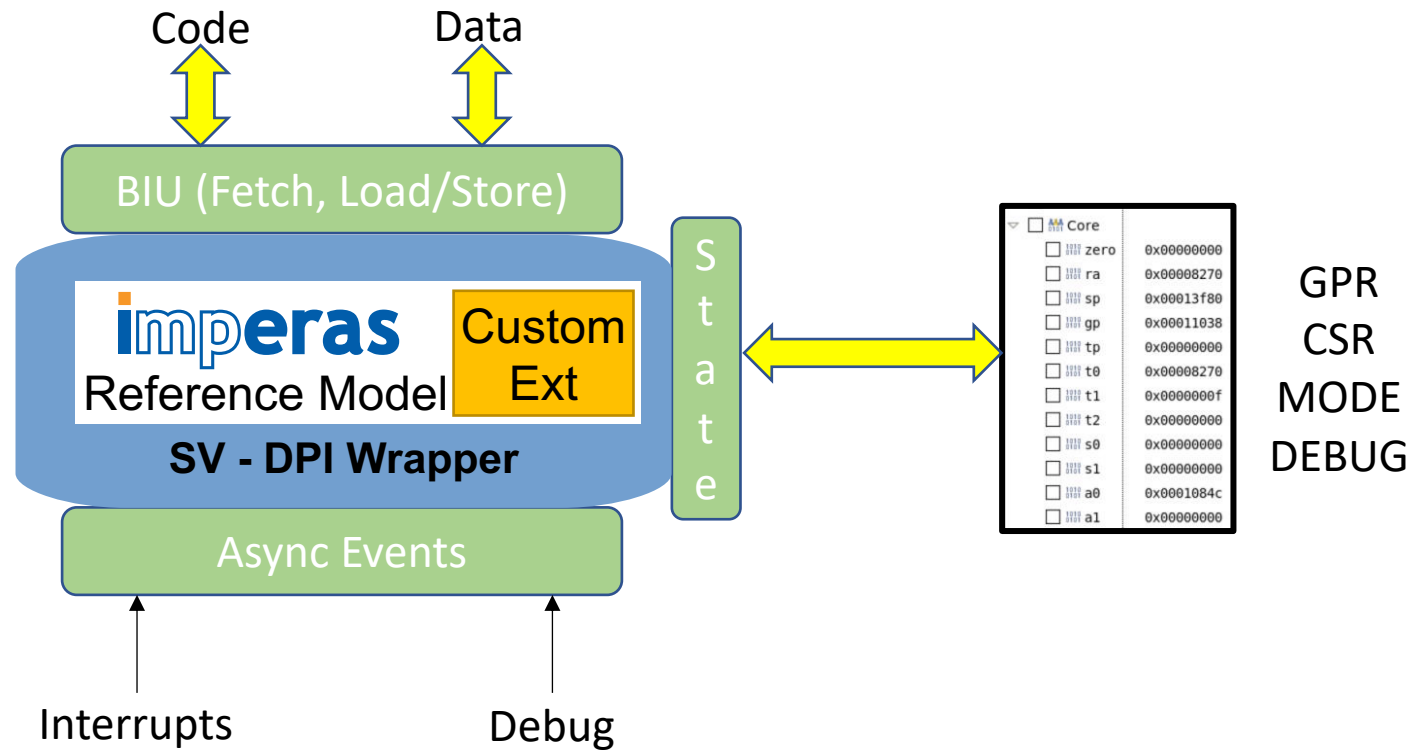 Code Data
BIU (Fetch, Load/Store)
imperas
Reference Model
Custom
Ext
SV - DPI Wrapper
State
Async Events
Interrupts Debug
Core
zero 0x00000000
ra 0x00008270
sp 0x00013f80
gp 0x00011038
tp 0x00000000
t0 0x00008270
t1 0x0000000f
t2 0x00000000
s0 0x00000000
s1 0x00000000
a0 0x0001084c
a1 0x00000000
GPR
CSR
MODE
DEBUG